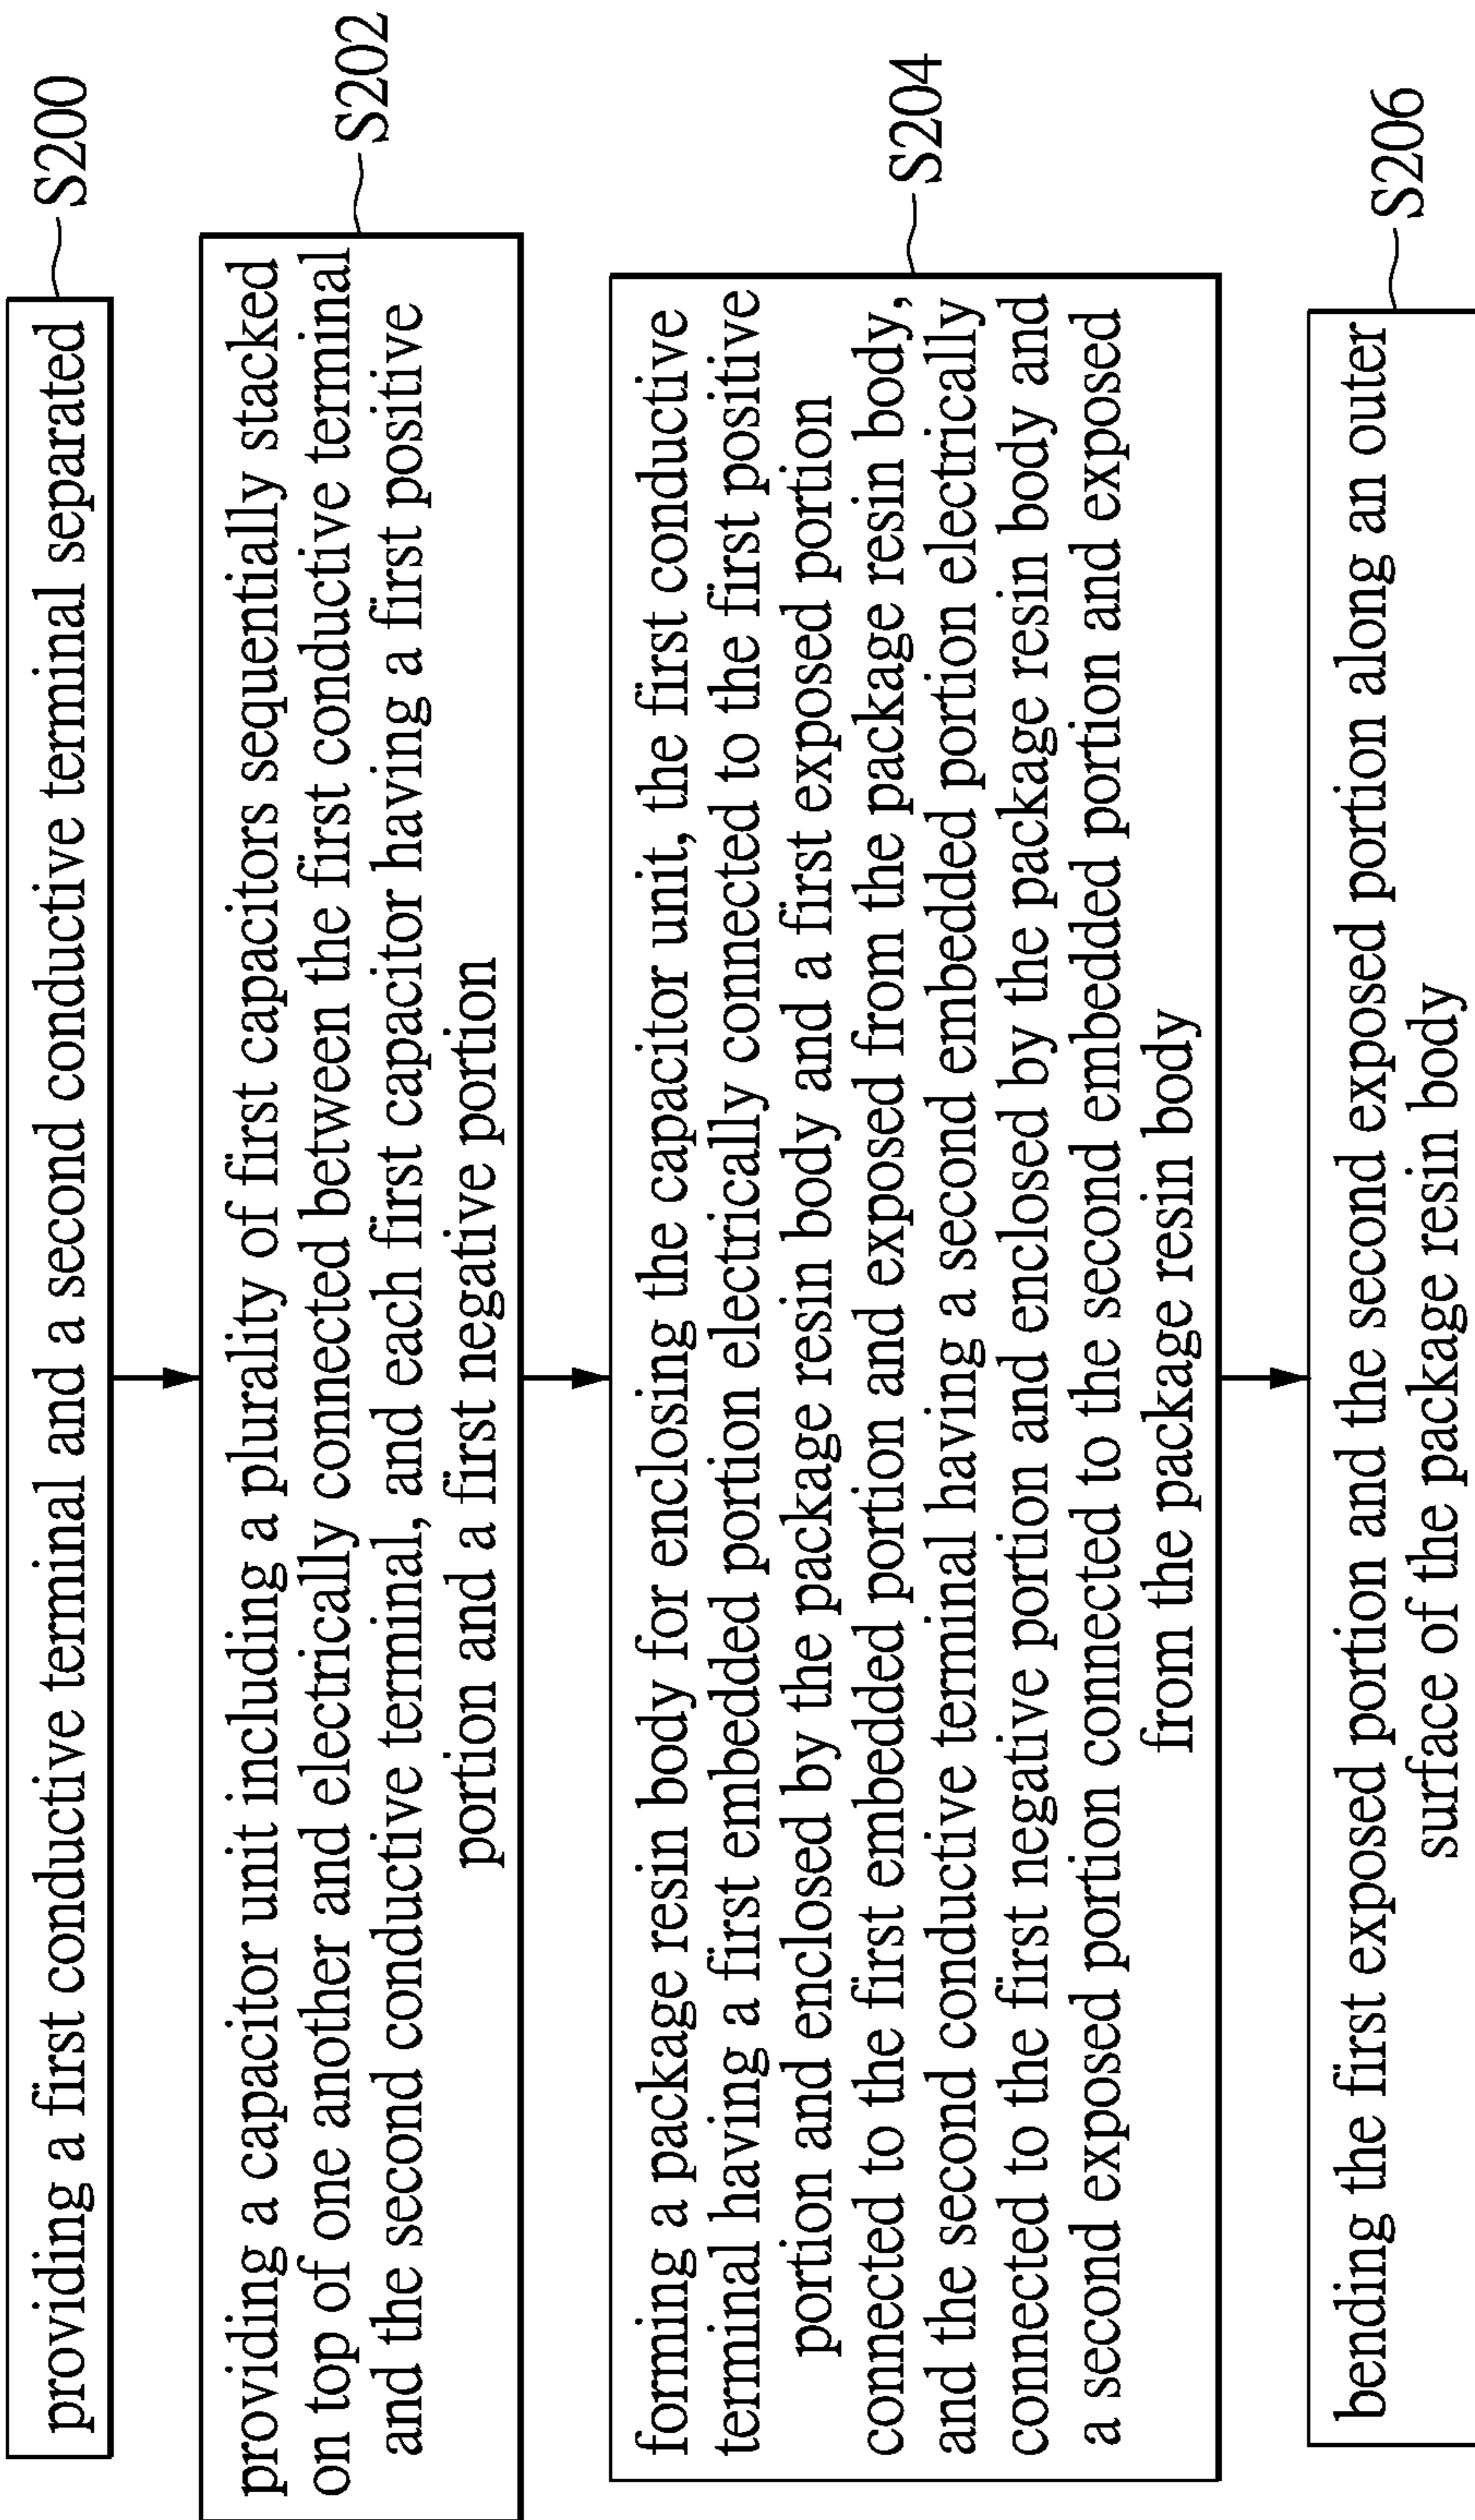 providing a first conductive terminal and a second conductive terminal separated
S200
providing a capacitor unit including a plurality of first capacitors sequentially stacked
on top of one another and electrically connected between the first conductive terminal
and the second conductive terminal, and each first capacitor having a first positive
portion and a first negative portion
S202
forming a package resin body for enclosing the capacitor unit, the first conductive
terminal having a first embedded portion electrically connected to the first positive
portion and enclosed by the package resin body and a first exposed portion
connected to the first embedded portion and exposed from the package resin body,
and the second conductive terminal having a second embedded portion electrically
connected to the first negative portion and enclosed by the package resin body and
a second exposed portion connected to the second embedded portion and exposed
from the package resin body
S204
bending the first exposed portion and the second exposed portion along an outer
surface of the package resin body
S206